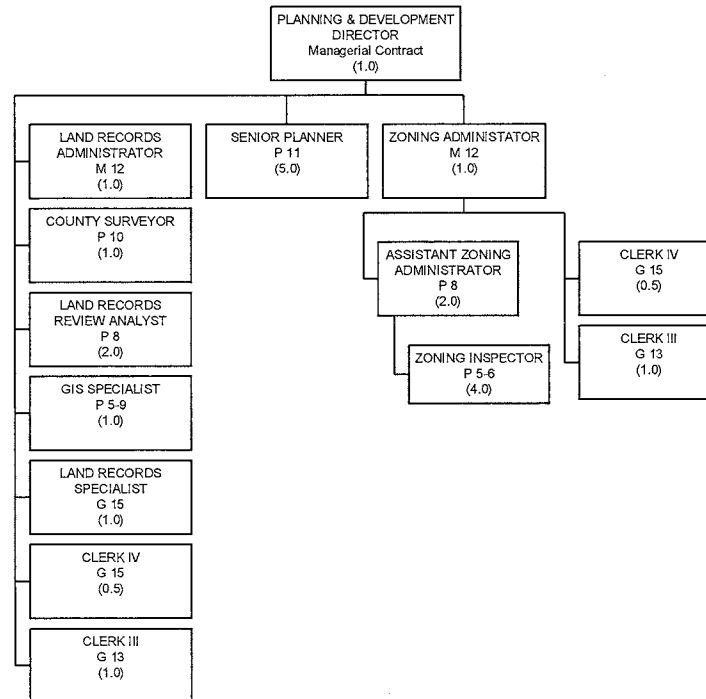 PLANNING & DEVELOPMENT
DIRECTOR
Managerial Contract
(1.0)
LAND RECORDS
ADMINISTRATOR
M 12
(1.0)
SENIOR PLANNER
P 11
(5.0)
ZONING ADMINISTATOR
M 12
(1.0)
COUNTY SURVEYOR
P 10
(1.0)
LAND RECORDS
REVIEW ANALYST
P 8
(2.0)
GIS SPECIALIST
P 5-9
(1.0)
LAND RECORDS
SPECIALIST
G 15
(1.0)
CLERK IV
G 15
(0.5)
CLERK III
G 13
(1.0)
ASSISTANT ZONING
ADMINISTRATOR
P 8
(2.0)
ZONING INSPECTOR
P 5-6
(4.0)
CLERK IV
G 15
(0.5)
CLERK III
G 13
(1.0)